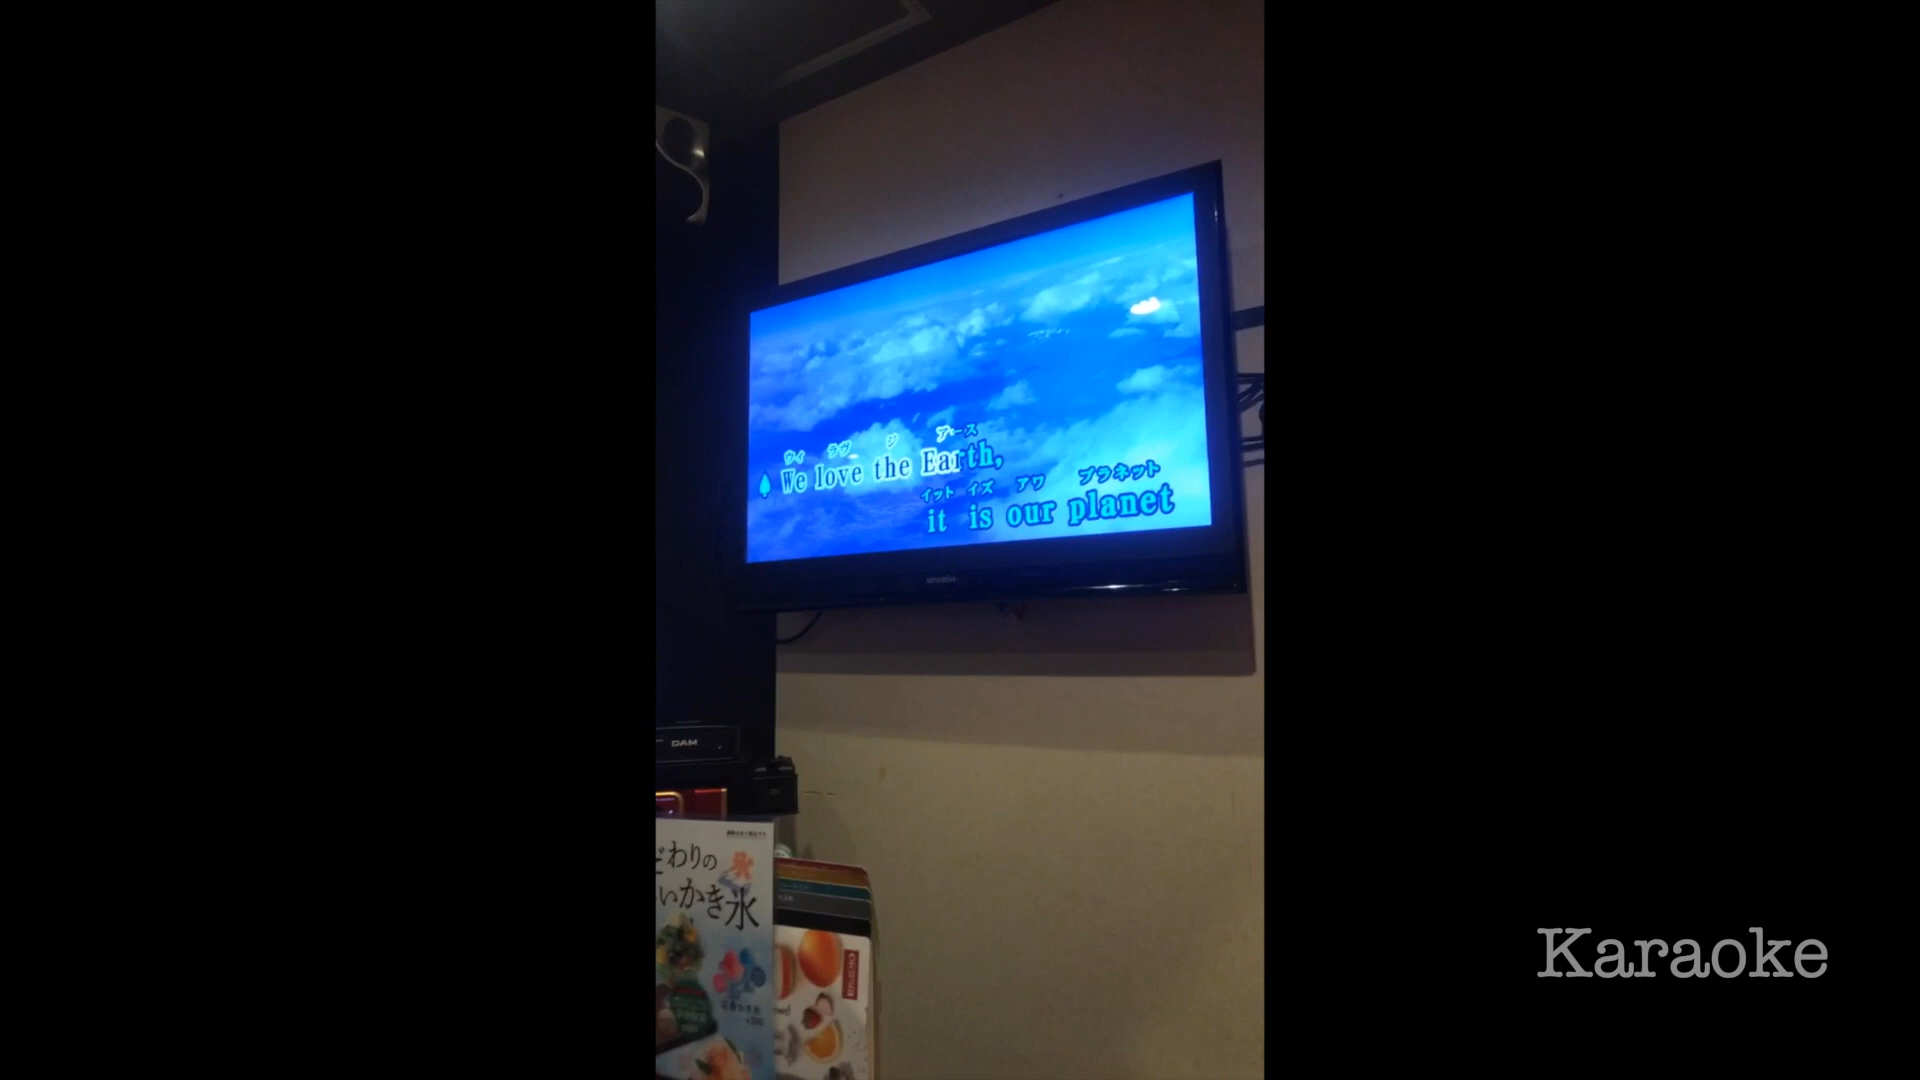 ウィ ラヴ ジ アース
We love the Earth,
イット イズ アワ プラネット
it is our planet
MITSUBISHI
DAM
だわりの
いかき氷
氷
Karaoke